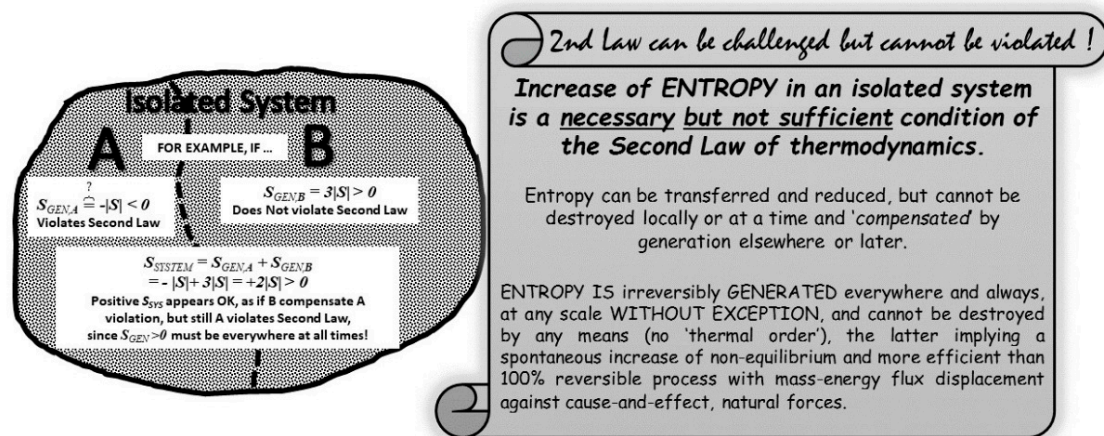 Isolated System
A
B
FOR EXAMPLE, IF ...
?
S_GEN,A ≙ -|S| < 0
Violates Second Law
S_GEN,B = 3|S| > 0
Does Not violate Second Law
S_SYSTEM = S_GEN,A + S_GEN,B
= - |S|+ 3|S| = +2|S| > 0
Positive S_SYS appears OK, as if B compensate A
violation, but still A violates Second Law,
since S_GEN >0 must be everywhere at all times!
2nd Law can be challenged but cannot be violated !
Increase of ENTROPY in an isolated system
is a necessary but not sufficient condition of
the Second Law of thermodynamics.
Entropy can be transferred and reduced, but cannot be
destroyed locally or at a time and ‘compensated’ by
generation elsewhere or later.
ENTROPY IS irreversibly GENERATED everywhere and always,
at any scale WITHOUT EXCEPTION, and cannot be destroyed
by any means (no ‘thermal order’), the latter implying a
spontaneous increase of non-equilibrium and more efficient than
100% reversible process with mass-energy flux displacement
against cause-and-effect, natural forces.